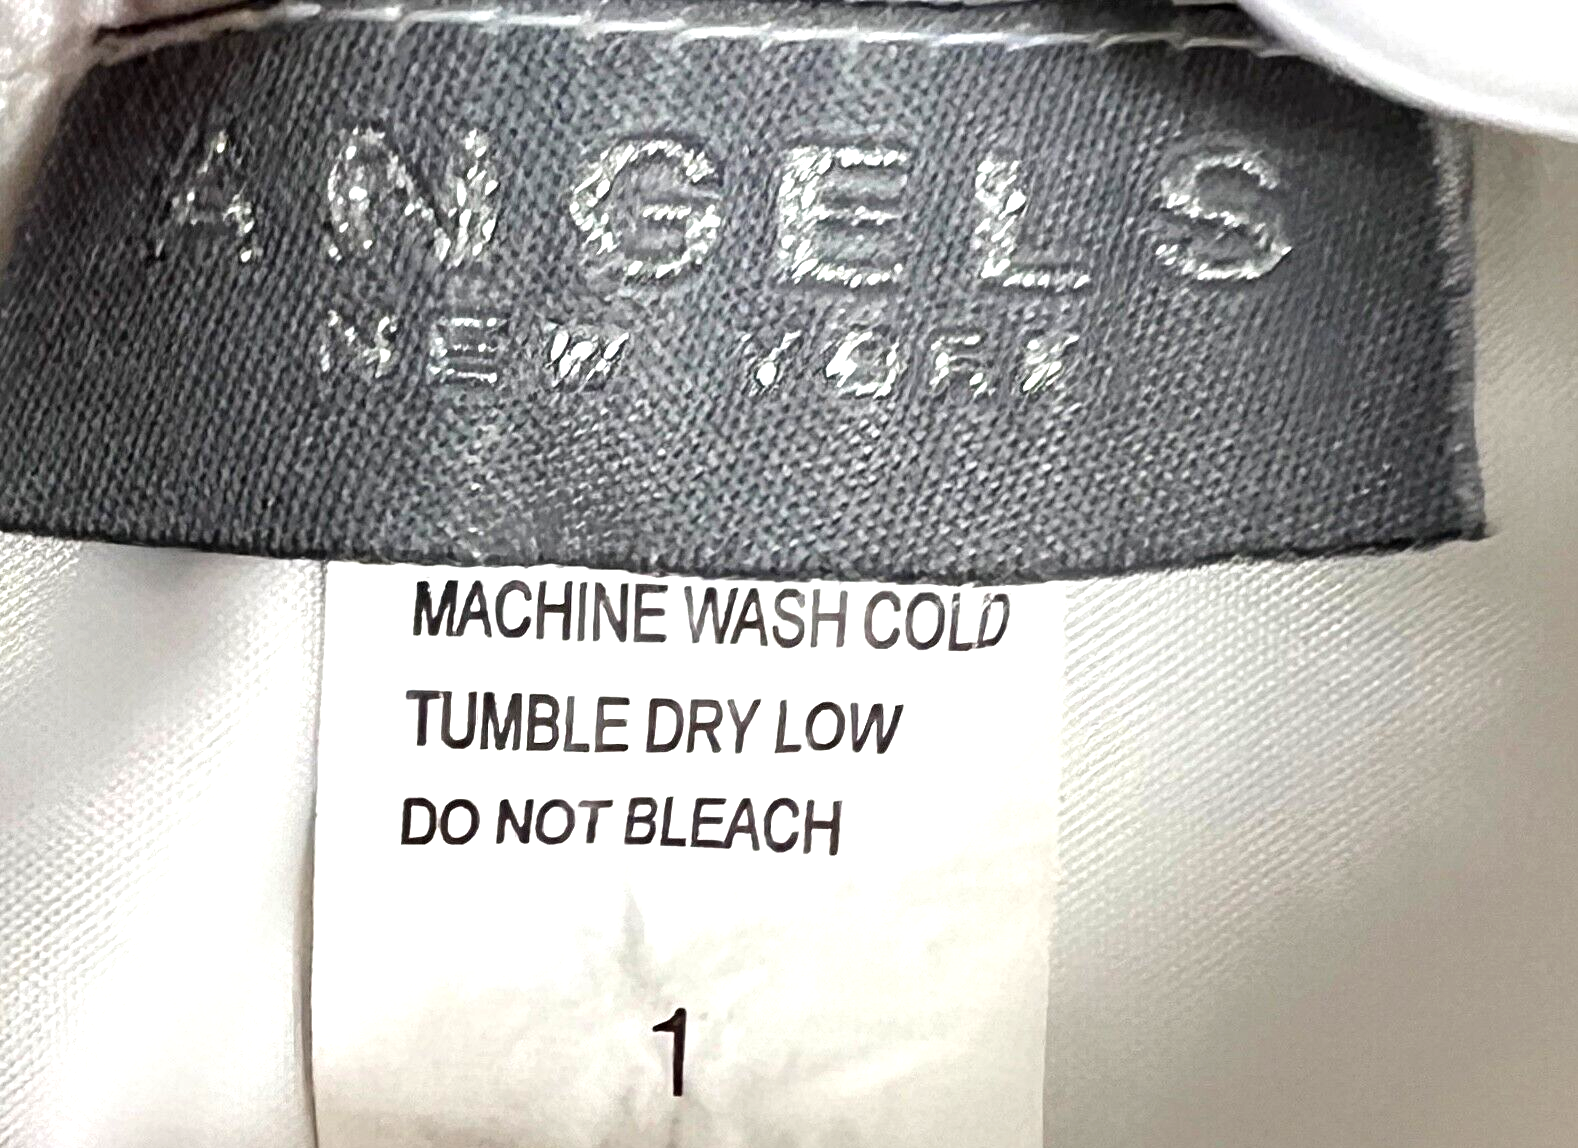 ANGELS
NEW YORK
MACHINE WASH COLD
TUMBLE DRY LOW
DO NOT BLEACH
1